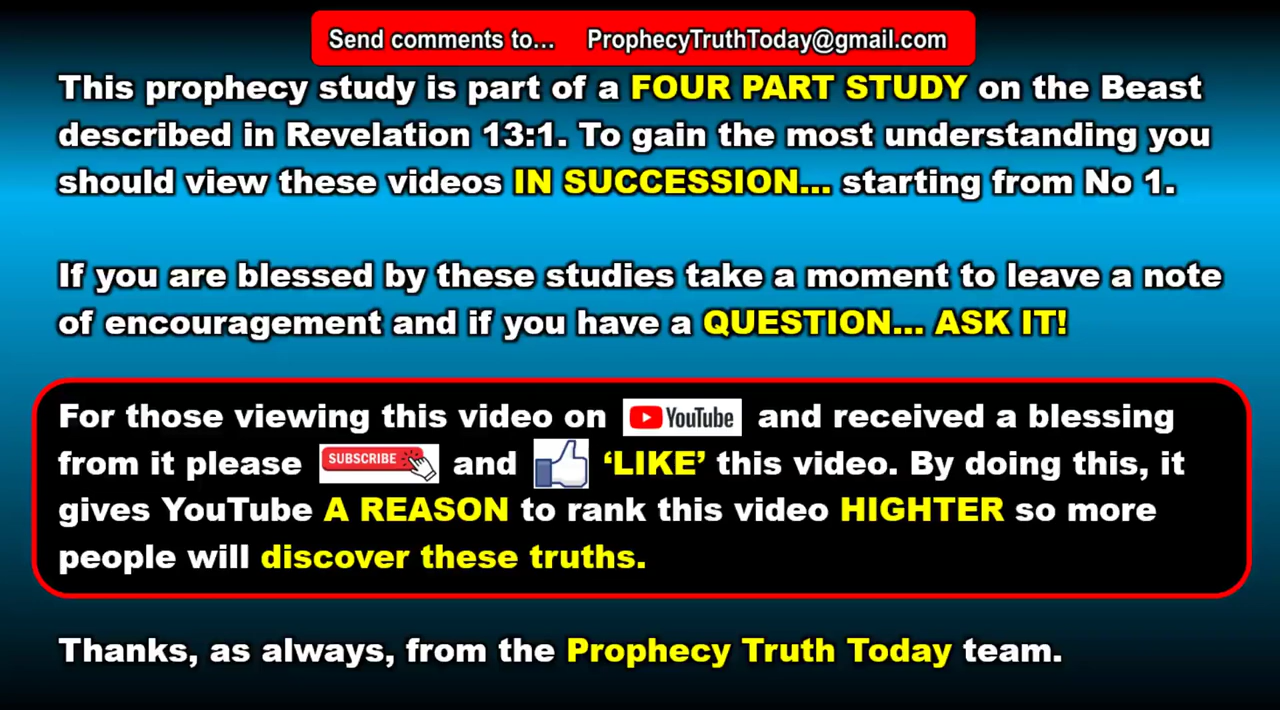 Send comments to... ProphecyTruthToday@gmail.com
This prophecy study is part of a FOUR PART STUDY on the Beast
described in Revelation 13:1. To gain the most understanding you
should view these videos IN SUCCESSION... starting from No 1.
If you are blessed by these studies take a moment to leave a note
of encouragement and if you have a QUESTION... ASK IT!
For those viewing this video on YouTube and received a blessing
from it please SUBSCRIBE and ‘LIKE’ this video. By doing this, it
gives YouTube A REASON to rank this video HIGHTER so more
people will discover these truths.
Thanks, as always, from the Prophecy Truth Today team.